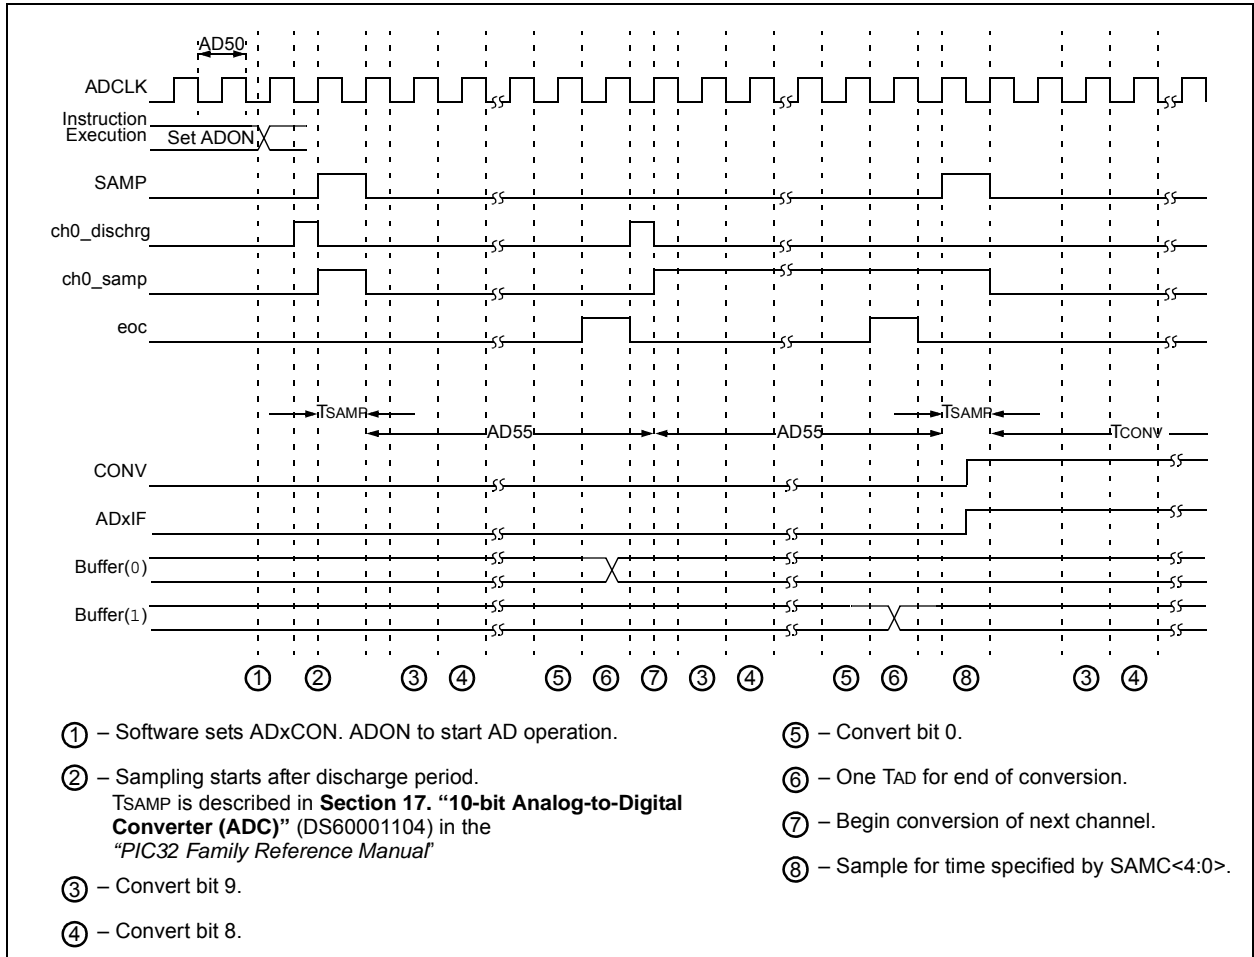 AD50
ADCLK
Instruction
Execution
Set ADON
SAMP
ch0_dischrg
ch0_samp
eoc
TSAMP
TSAMP
AD55
AD55
TCONV
CONV
ADxIF
Buffer(0)
Buffer(1)
1 2 3 4 5 6 7 3 4 5 6 8 3 4
1 – Software sets ADxCON. ADON to start AD operation.
2 – Sampling starts after discharge period.
TSAMP is described in Section 17. “10-bit Analog-to-Digital
Converter (ADC)” (DS60001104) in the
“PIC32 Family Reference Manual”
3 – Convert bit 9.
4 – Convert bit 8.
5 – Convert bit 0.
6 – One TAD for end of conversion.
7 – Begin conversion of next channel.
8 – Sample for time specified by SAMC<4:0>.